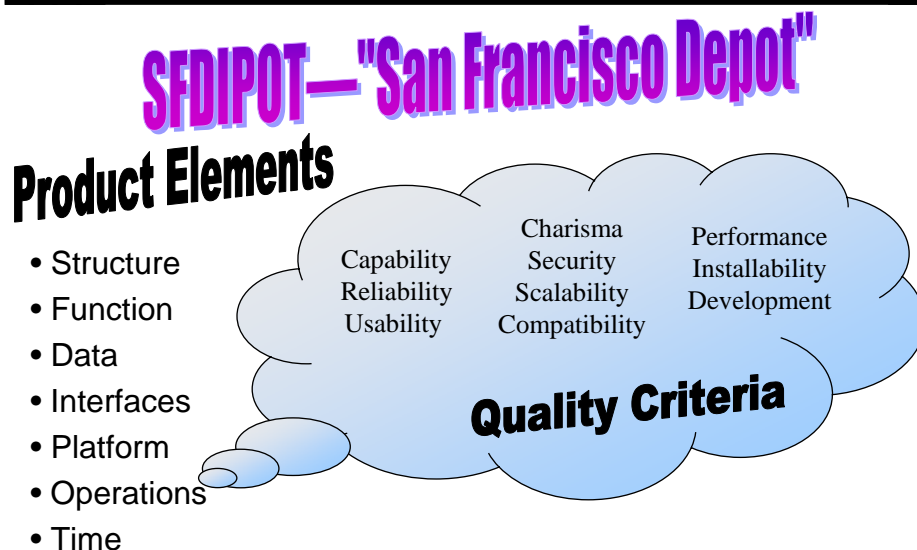 SFDIPOT—"San Francisco Depot"
Product Elements
• Structure
• Function
• Data
• Interfaces
• Platform
• Operations
• Time
Capability
Reliability
Usability
Charisma
Security
Scalability
Compatibility
Performance
Installability
Development
Quality Criteria